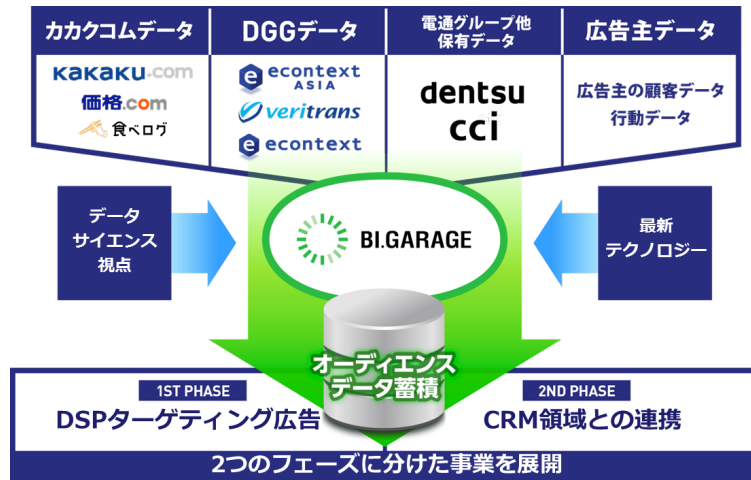 カカクコムデータ
KaKaKu.com
価格.com
食べログ
DGGデータ
e econtext
ASIA
veritrans
e econtext
電通グループ他
保有データ
dentsu
cci
広告主データ
広告主の顧客データ
行動データ
データ
サイエンス
視点
BI.GARAGE
最新
テクノロジー
オーディエンス
データ蓄積
1ST PHASE
DSPターゲティング広告
2ND PHASE
CRM領域との連携
2つのフェーズに分けた事業を展開